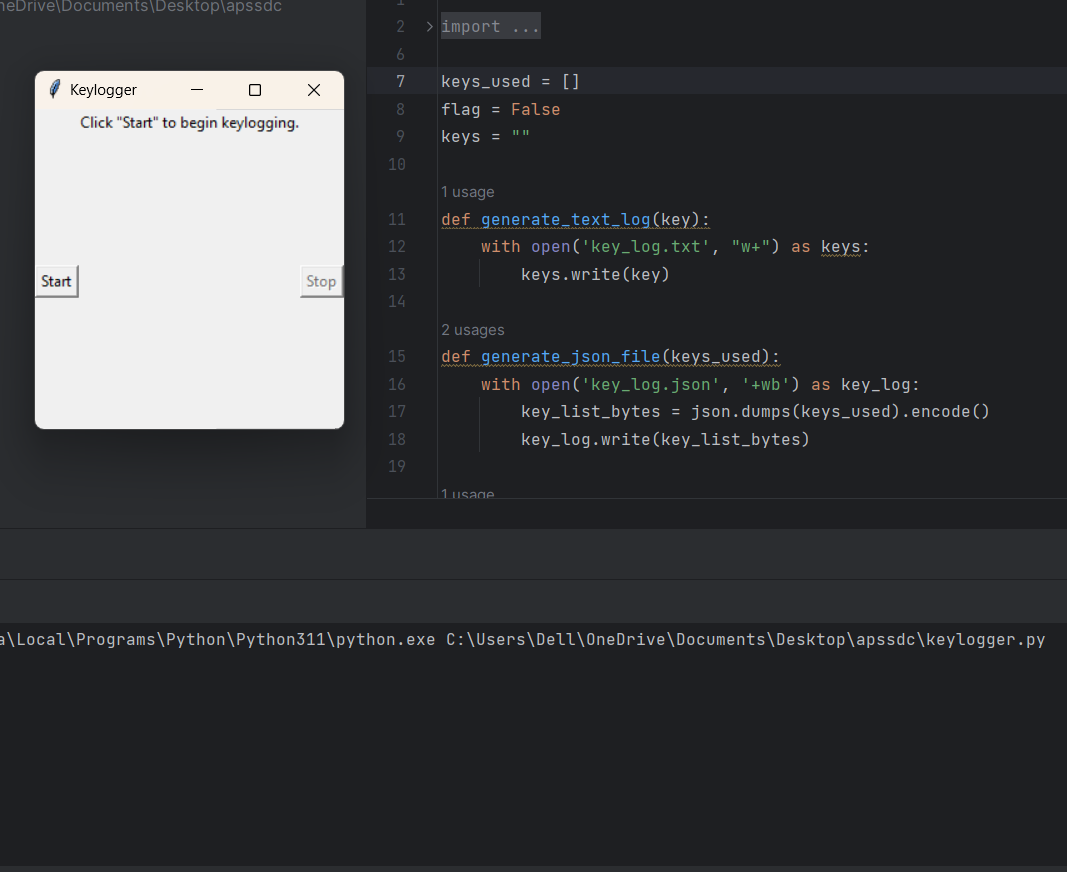 neDrive\Documents\Desktop\apssdc
Keylogger
Click "Start" to begin keylogging.
Start
Stop
1
2 import ...
6
7 keys_used = []
8 flag = False
9 keys = ""
10
1 usage
11 def generate_text_log(key):
12 with open('key_log.txt', "w+") as keys:
13 keys.write(key)
14
2 usages
15 def generate_json_file(keys_used):
16 with open('key_log.json', '+wb') as key_log:
17 key_list_bytes = json.dumps(keys_used).encode()
18 key_log.write(key_list_bytes)
19
1 usage
a\Local\Programs\Python\Python311\python.exe C:\Users\Dell\OneDrive\Documents\Desktop\apssdc\keylogger.py